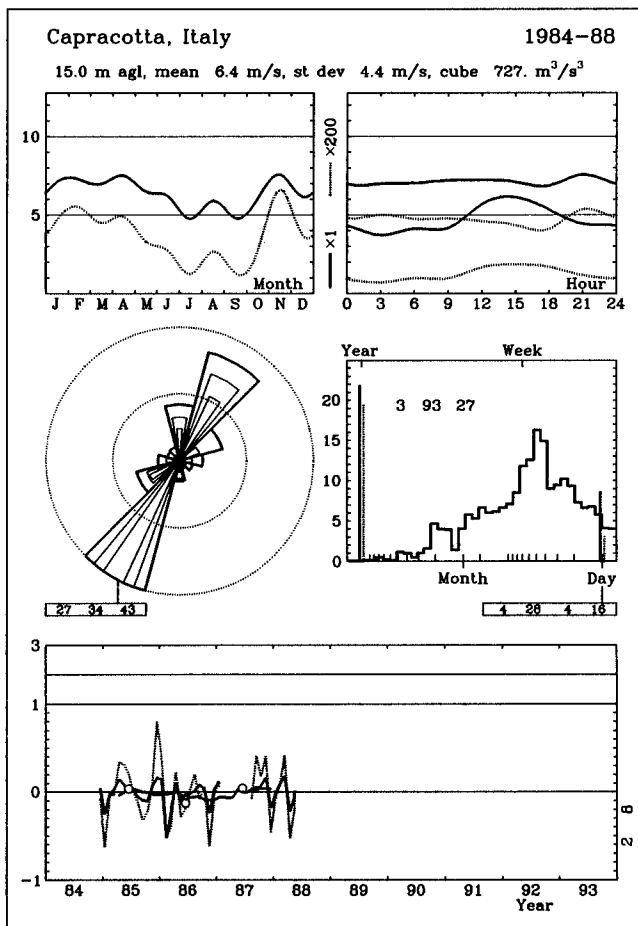 Capracotta, Italy 1984-88
15.0 m agl, mean 6.4 m/s, st dev 4.4 m/s, cube 727. m³/s³
10
5
J F M A M J J A S O N D
Month
×1 ×200
0 3 6 9 12 15 18 21 24
Hour
27 34 43
Year Week
20
15
10
5
0
3 93 27
Month Day
4 28 4 16
3
1
0
-1
84 85 86 87 88 89 90 91 92 93
Year
2 8